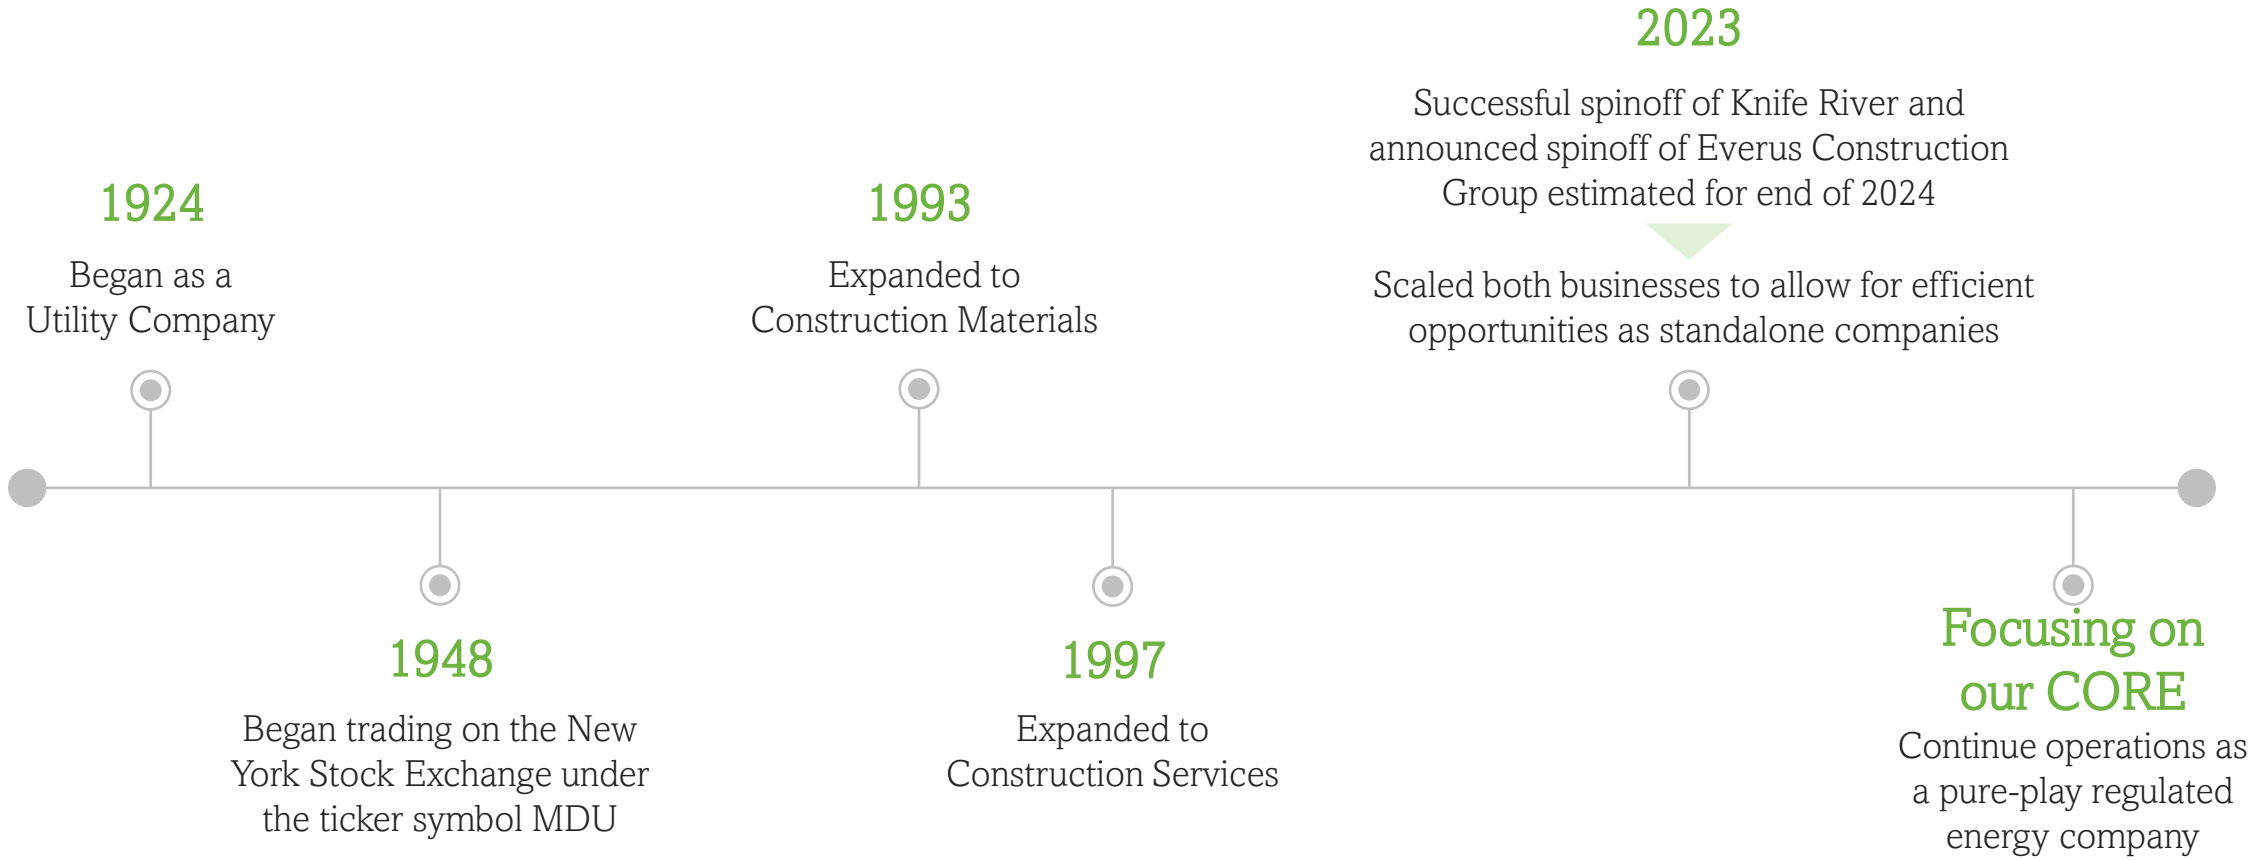 1924
Began as a
Utility Company
1948
Began trading on the New
York Stock Exchange under
the ticker symbol MDU
1993
Expanded to
Construction Materials
1997
Expanded to
Construction Services
2023
Successful spinoff of Knife River and
announced spinoff of Everus Construction
Group estimated for end of 2024
Scaled both businesses to allow for efficient
opportunities as standalone companies
Focusing on
our CORE
Continue operations as
a pure-play regulated
energy company